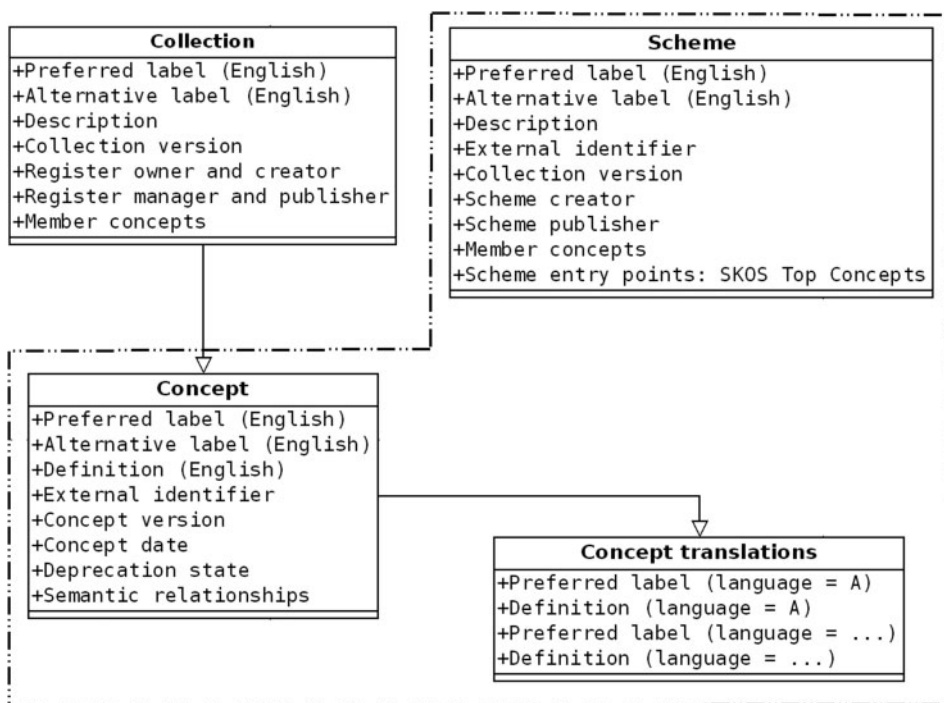 Collection
+Preferred label (English)
+Alternative label (English)
+Description
+Collection version
+Register owner and creator
+Register manager and publisher
+Member concepts
Scheme
+Preferred label (English)
+Alternative label (English)
+Description
+External identifier
+Collection version
+Scheme creator
+Scheme publisher
+Member concepts
+Scheme entry points: SKOS Top Concepts
Concept
+Preferred label (English)
+Alternative label (English)
+Definition (English)
+External identifier
+Concept version
+Concept date
+Deprecation state
+Semantic relationships
Concept translations
+Preferred label (language = A)
+Definition (language = A)
+Preferred label (language = ...)
+Definition (language = ...)